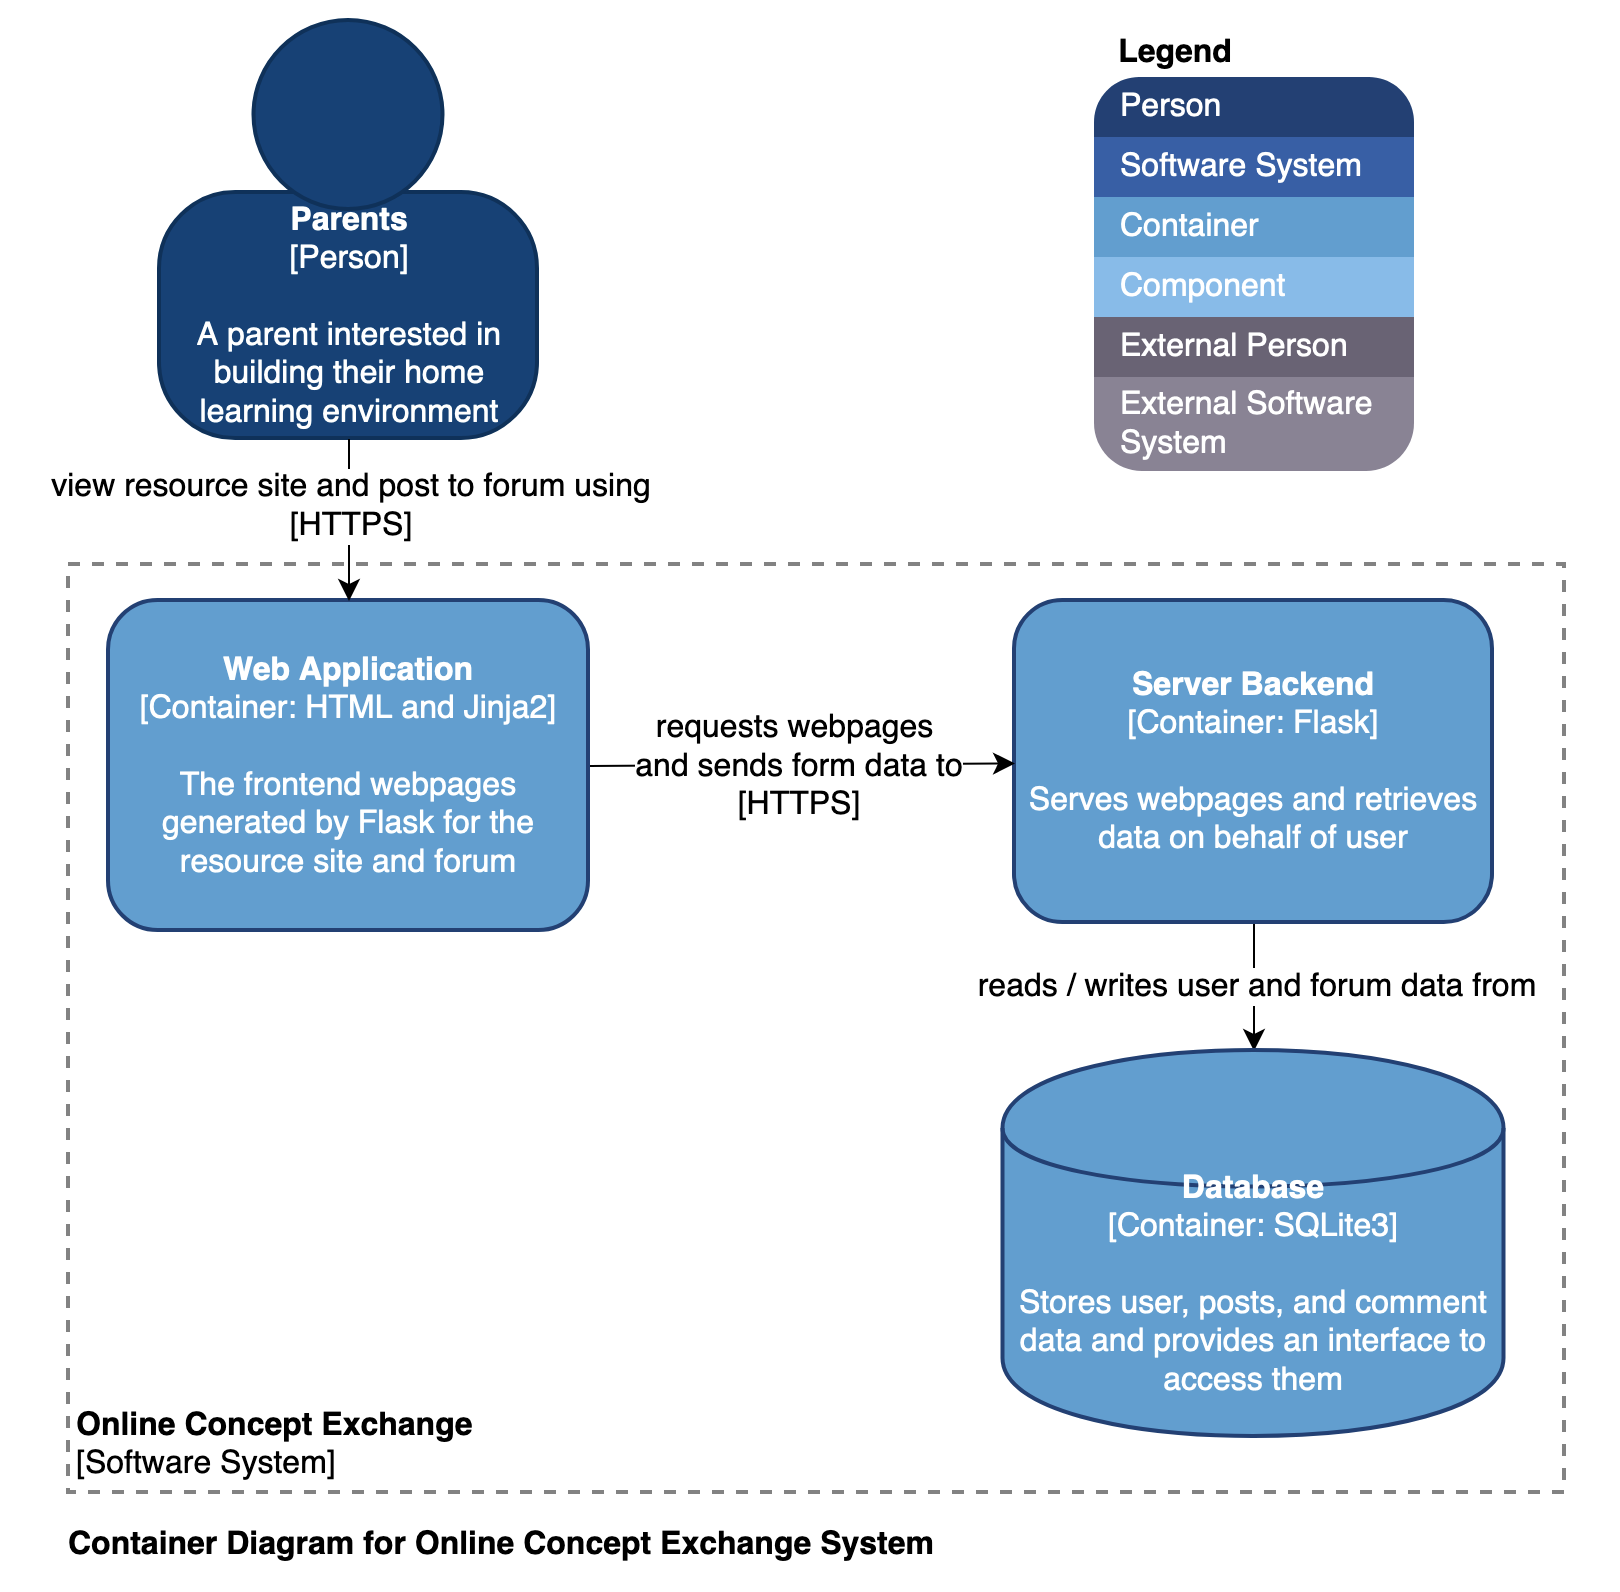 Legend
Person
Software System
Container
Component
External Person
External Software
System
Parents
[Person]
A parent interested in
building their home
learning environment
view resource site and post to forum using
[HTTPS]
Web Application
[Container: HTML and Jinja2]
The frontend webpages
generated by Flask for the
resource site and forum
requests webpages
and sends form data to
[HTTPS]
Server Backend
[Container: Flask]
Serves webpages and retrieves
data on behalf of user
reads / writes user and forum data from
Database
[Container: SQLite3]
Stores user, posts, and comment
data and provides an interface to
access them
Online Concept Exchange
[Software System]
Container Diagram for Online Concept Exchange System